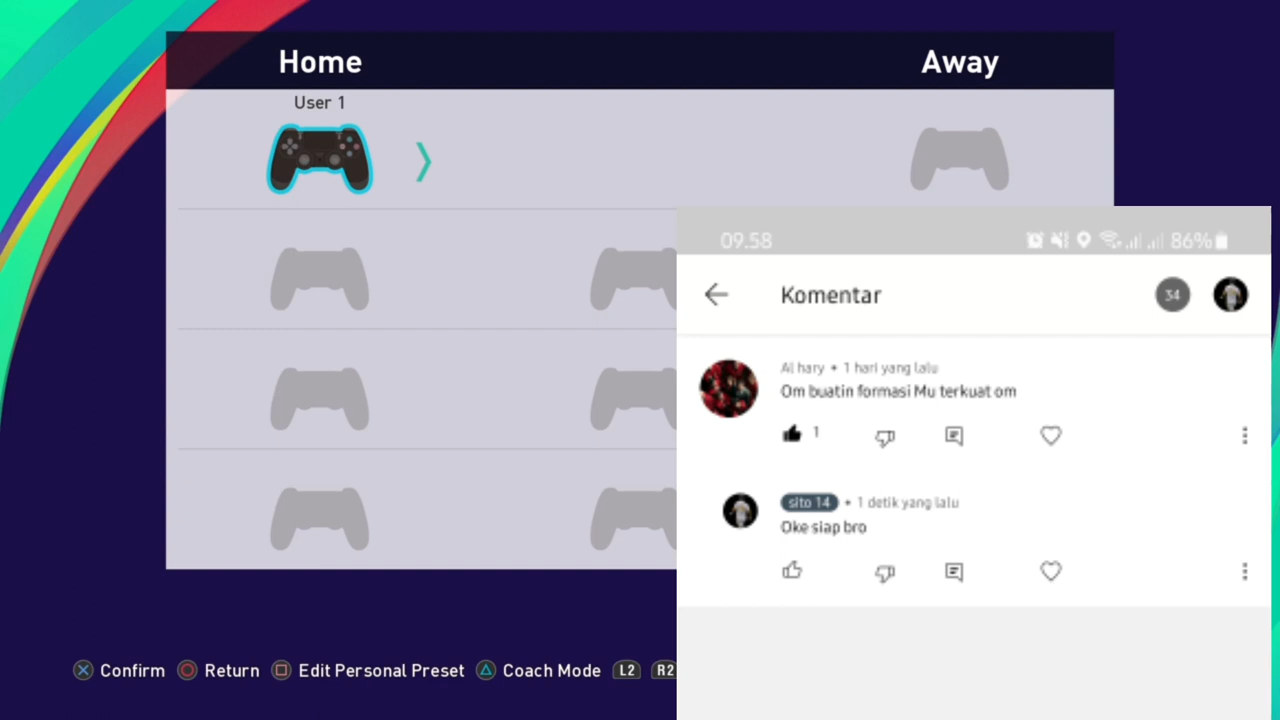 Home
Away
User 1
09.58
86%
Komentar
34
Al hary • 1 hari yang lalu
Om buatin formasi Mu terkuat om
1
sito 14 • 1 detik yang lalu
Oke siap bro
Confirm Return Edit Personal Preset Coach Mode L2 R2